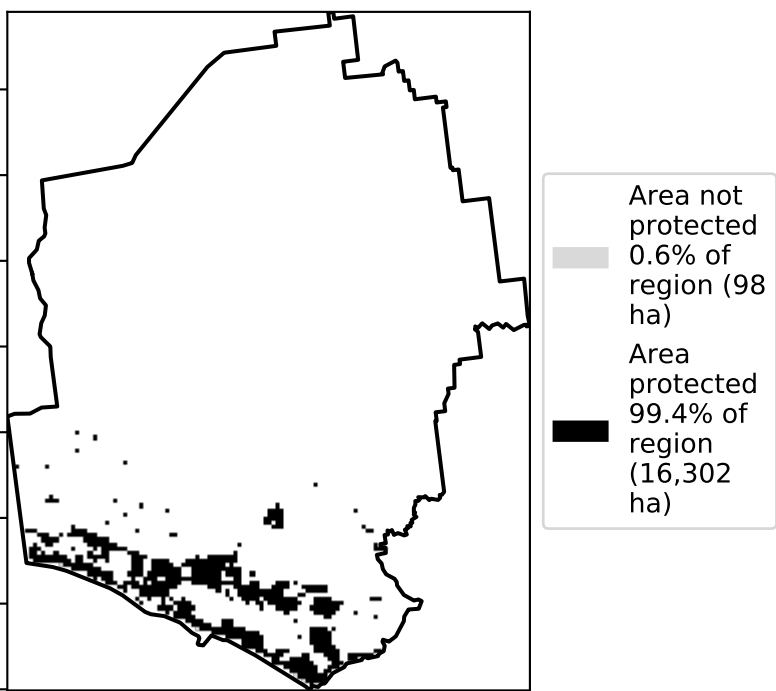 Area not
protected
0.6% of
region (98
ha)
Area
protected
99.4% of
region
(16,302
ha)